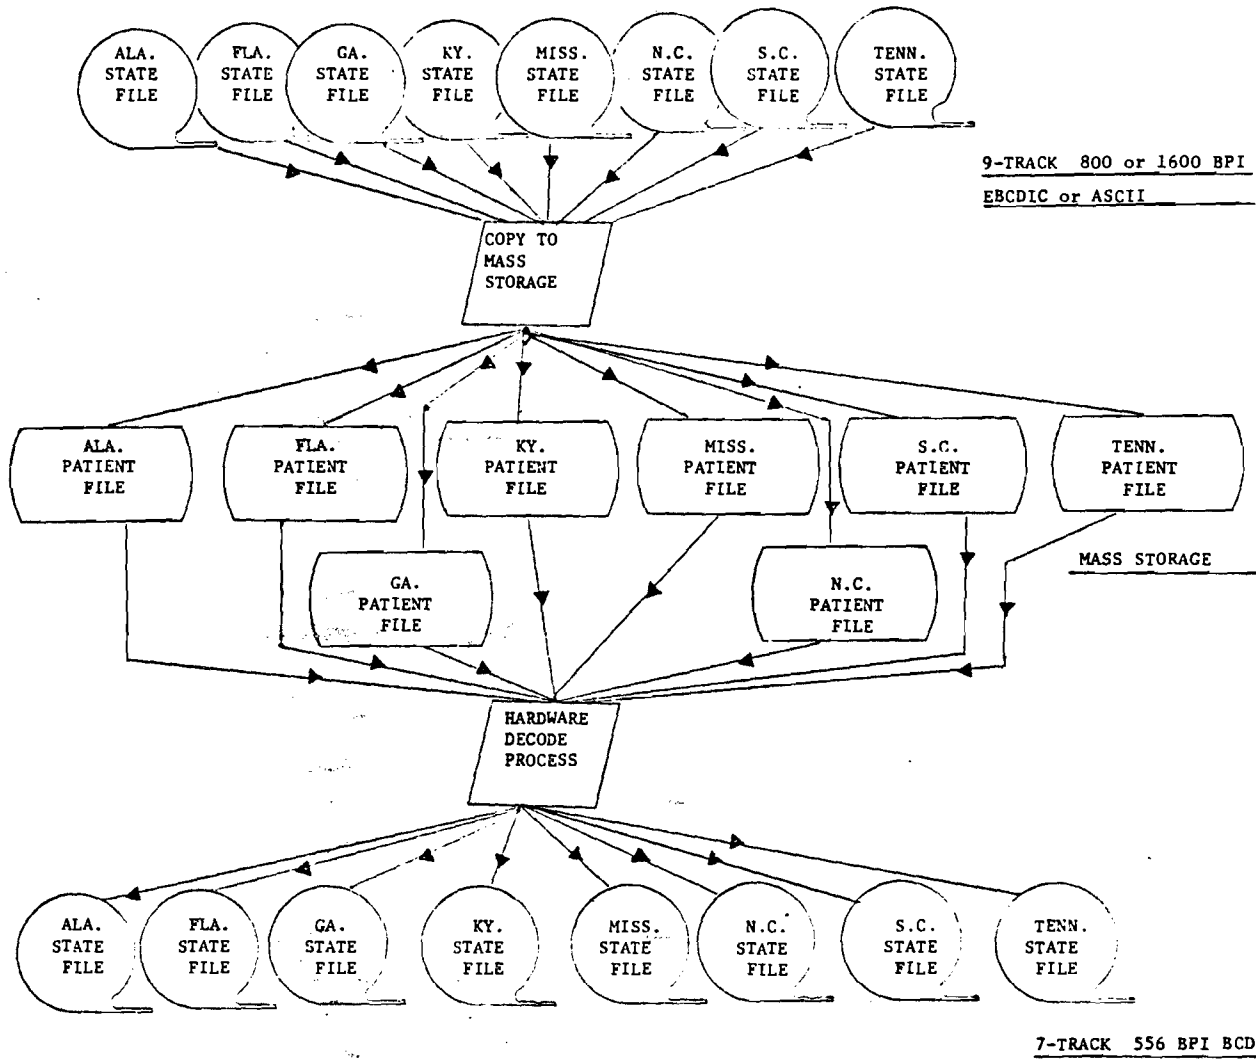 ALA.
STATE
FILE
FLA.
STATE
FILE
GA.
STATE
FILE
KY.
STATE
FILE
MISS.
STATE
FILE
N.C.
STATE
FILE
S.C.
STATE
FILE
TENN.
STATE
FILE
9-TRACK 800 or 1600 BPI
EBCDIC or ASCII
COPY TO
MASS
STORAGE
ALA.
PATIENT
FILE
FLA.
PATIENT
FILE
KY.
PATIENT
FILE
MISS.
PATIENT
FILE
S.C.
PATIENT
FILE
TENN.
PATIENT
FILE
GA.
PATIENT
FILE
N.C.
PATIENT
FILE
MASS STORAGE
HARDWARE
DECODE
PROCESS
ALA.
STATE
FILE
FLA.
STATE
FILE
GA.
STATE
FILE
KY.
STATE
FILE
MISS.
STATE
FILE
N.C.
STATE
FILE
S.C.
STATE
FILE
TENN.
STATE
FILE
7-TRACK 556 BPI BCD